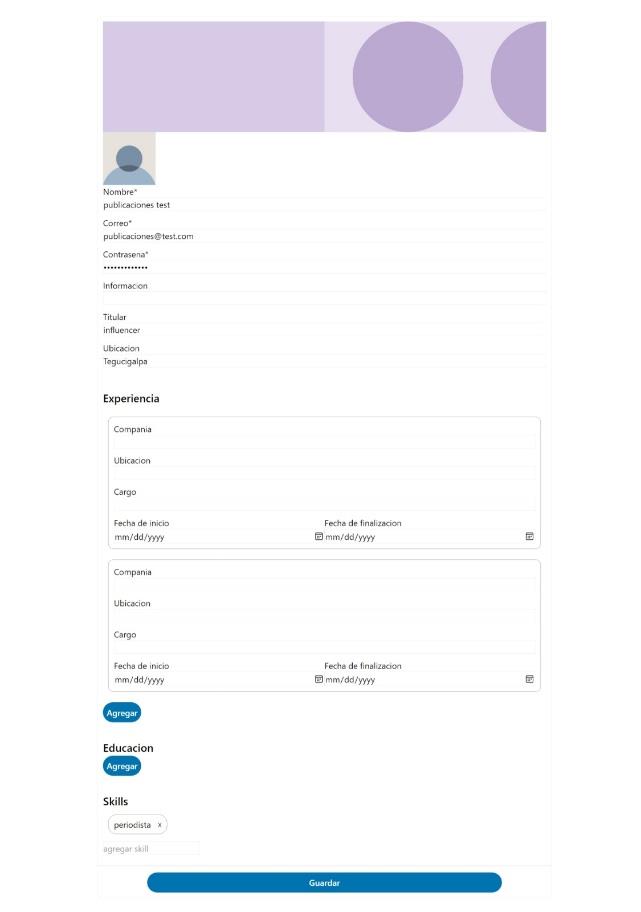 Nombre*
publicaciones test
Correo*
publicaciones@test.com
Contrasena*
•••••••••••••
Informacion
Titular
influencer
Ubicacion
Tegucigalpa
Experiencia
Compania
Ubicacion
Cargo
Fecha de inicio Fecha de finalizacion
mm/dd/yyyy mm/dd/yyyy
Compania
Ubicacion
Cargo
Fecha de inicio Fecha de finalizacion
mm/dd/yyyy mm/dd/yyyy
Agregar
Educacion
Agregar
Skills
periodista x
agregar skill
Guardar